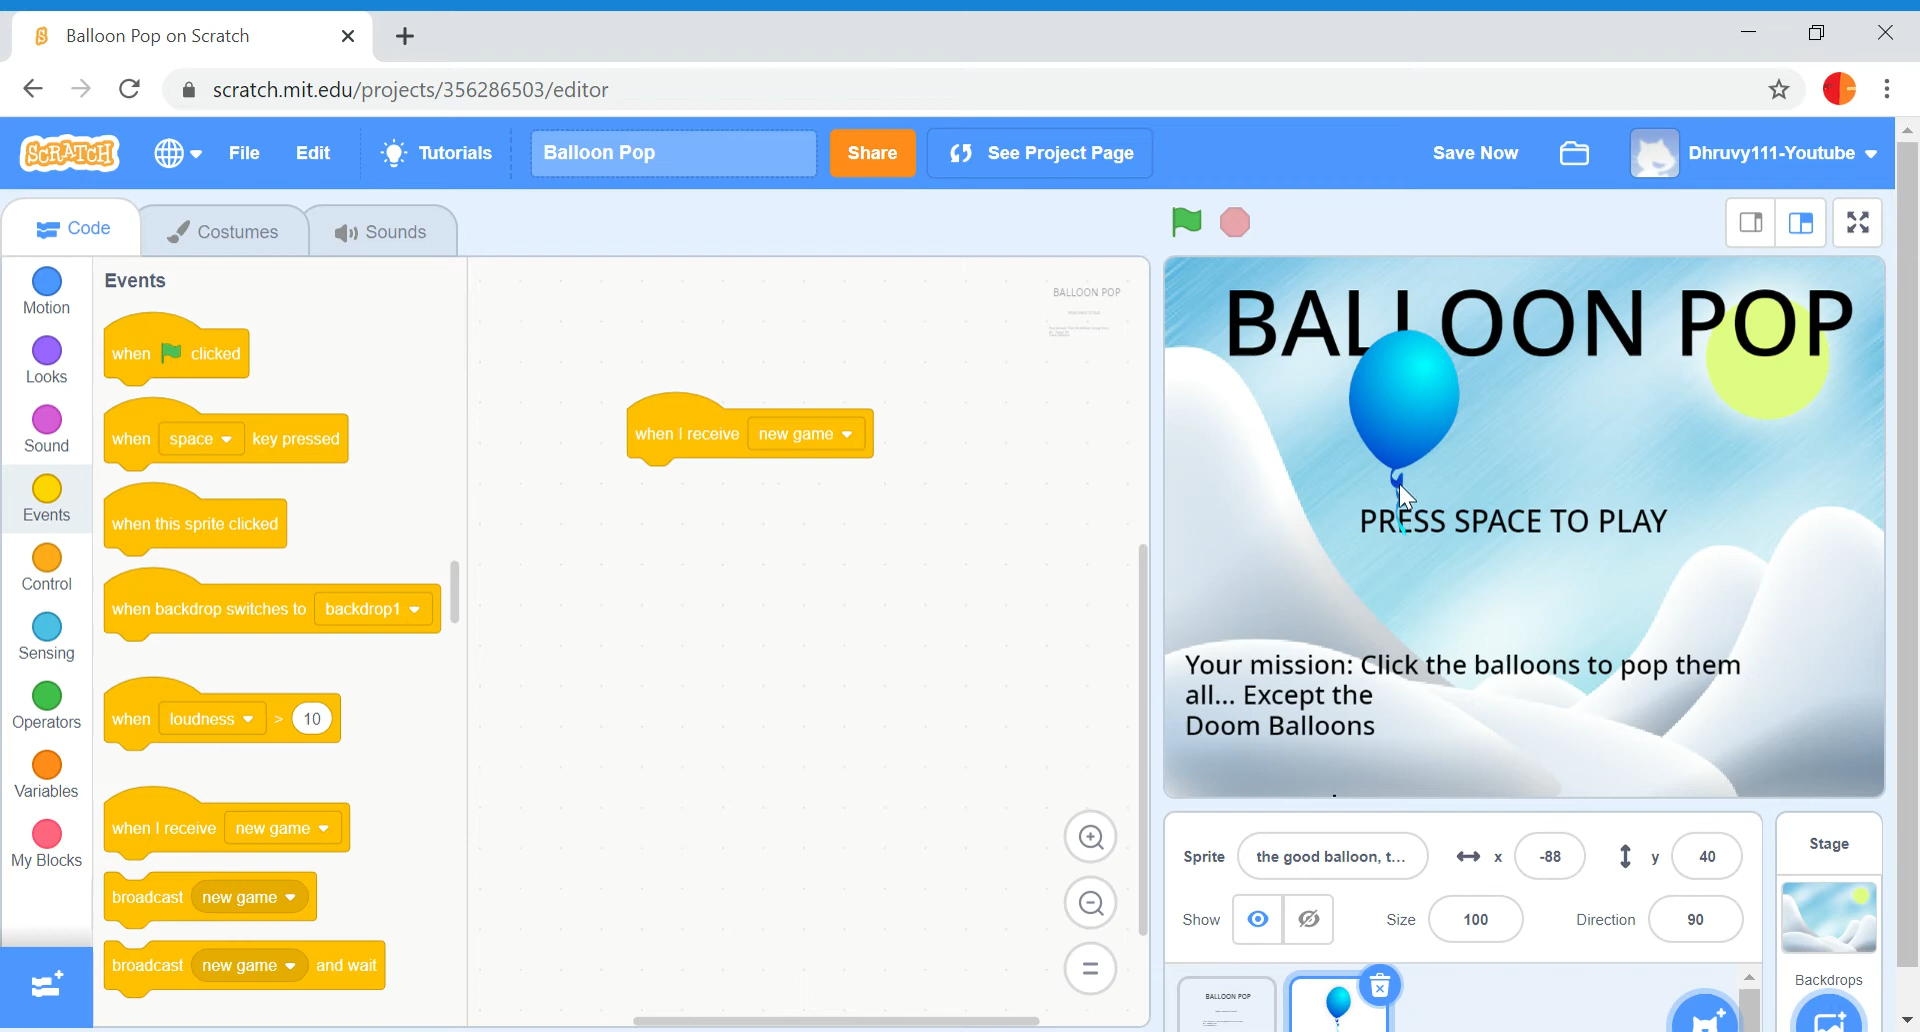 Balloon Pop on Scratch
scratch.mit.edu/projects/356286503/editor
SCRATCH
File
Edit
Tutorials
Balloon Pop
Share
See Project Page
Save Now
Dhruvy111-Youtube
Code
Costumes
Sounds
Motion
Looks
Sound
Events
Control
Sensing
Operators
Variables
My Blocks
Events
when clicked
when space key pressed
when this sprite clicked
when backdrop switches to backdrop1
when loudness > 10
when I receive new game
broadcast new game
broadcast new game and wait
BALLOON POP
when I receive new game
BALLOON POP
PRESS SPACE TO PLAY
Your mission: Click the balloons to pop them
all... Except the
Doom Balloons
Sprite the good balloon, t... x -88 y 40
Show Size 100 Direction 90
BALLOON POP
Stage
Backdrops